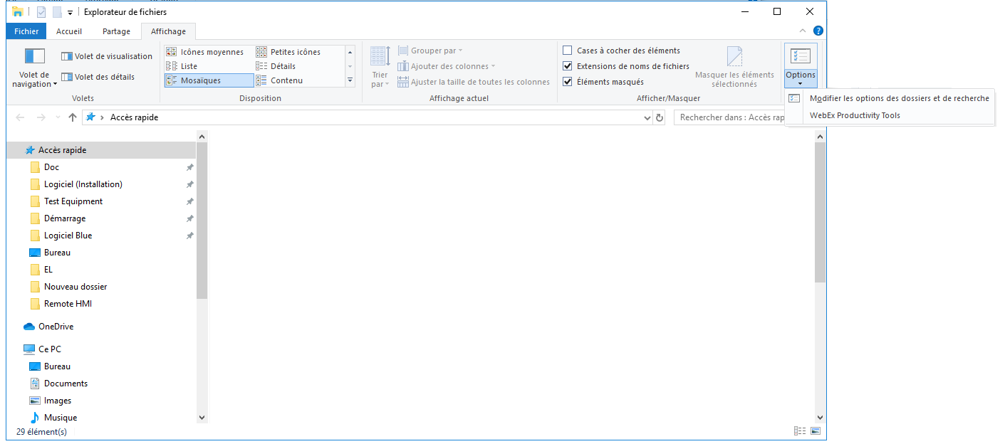 Explorateur de fichiers
Fichier Accueil Partage Affichage
Volet de navigation
Volet de visualisation
Volet des détails
Volets
Icônes moyennes Petites icônes
Liste Détails
Mosaïques Contenu
Disposition
Trier par
Grouper par
Ajouter des colonnes
Ajuster la taille de toutes les colonnes
Affichage actuel
Cases à cocher des éléments
Extensions de noms de fichiers
Éléments masqués
Masquer les éléments sélectionnés
Afficher/Masquer
Options
Modifier les options des dossiers et de recherche
WebEx Productivity Tools
Accès rapide
Rechercher dans : Accès rap
Accès rapide
Doc
Logiciel (Installation)
Test Equipment
Démarrage
Logiciel Blue
Bureau
EL
Nouveau dossier
Remote HMI
OneDrive
Ce PC
Bureau
Documents
Images
Musique
29 élément(s)